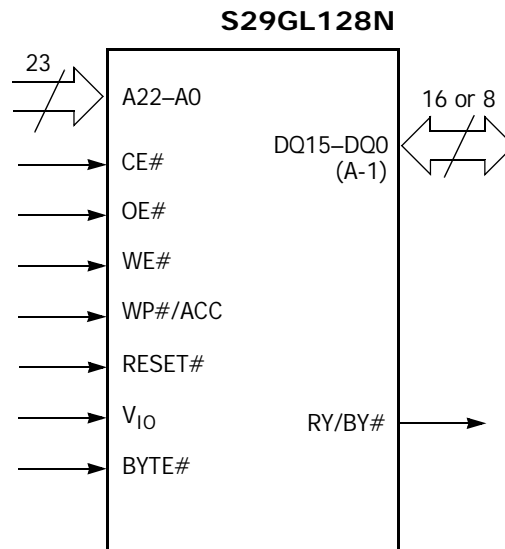 S29GL128N
23
A22–A0
16 or 8
DQ15–DQ0
(A-1)
CE#
OE#
WE#
WP#/ACC
RESET#
VIO
RY/BY#
BYTE#